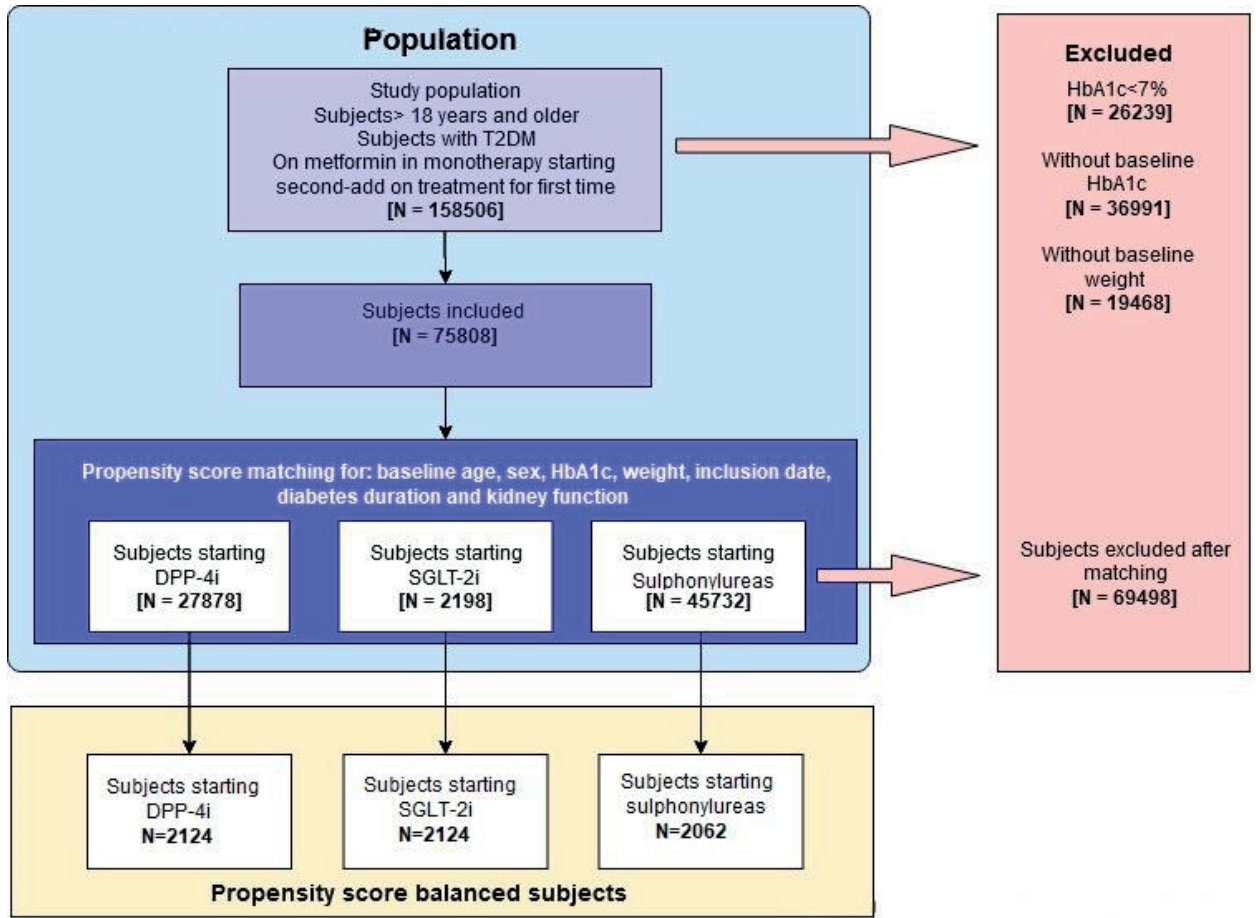 Population
Study population
Subjects> 18 years and older
Subjects with T2DM
On metformin in monotherapy starting
second-add on treatment for first time
[N = 158506]
Subjects included
[N = 75808]
Propensity score matching for: baseline age, sex, HbA1c, weight, inclusion date,
diabetes duration and kidney function
Subjects starting
DPP-4i
[N = 27878]
Subjects starting
SGLT-2i
[N = 2198]
Subjects starting
Sulphonylureas
[N = 45732]
Subjects starting
DPP-4i
N=2124
Subjects starting
SGLT-2i
N=2124
Subjects starting
sulphonylureas
N=2062
Propensity score balanced subjects
Excluded
HbA1c<7%
[N = 26239]
Without baseline
HbA1c
[N = 36991]
Without baseline
weight
[N = 19468]
Subjects excluded after
matching
[N = 69498]